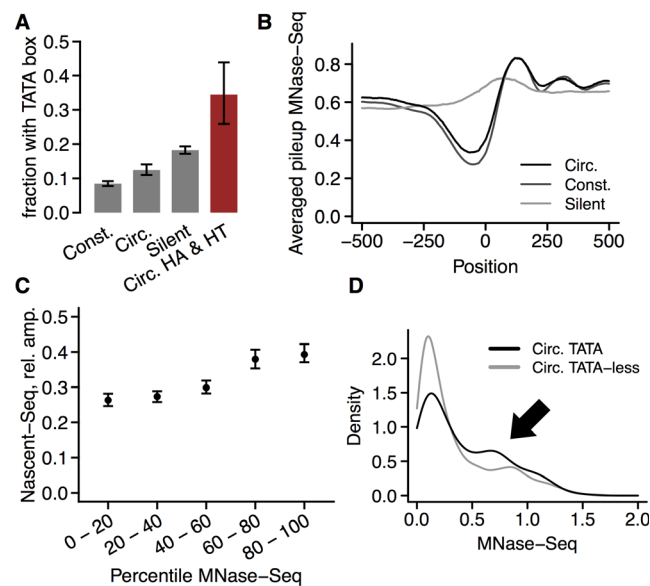 A
fraction with TATA box
0.5
0.4
0.3
0.2
0.1
0.0
Const.
Circ.
Silent
Circ. HA & HT
B
Averaged pileup MNase−Seq
0.8
0.6
0.4
0.2
0.0
Circ.
Const.
Silent
−500
−250
0
250
500
Position
C
Nascent−Seq, rel. amp.
0.5
0.4
0.3
0.2
0.1
0.0
0 − 20
20 − 40
40 − 60
60 − 80
80 − 100
Percentile MNase−Seq
D
Density
2.0
1.5
1.0
0.5
0.0
Circ. TATA
Circ. TATA−less
0.0
0.5
1.0
1.5
2.0
MNase−Seq